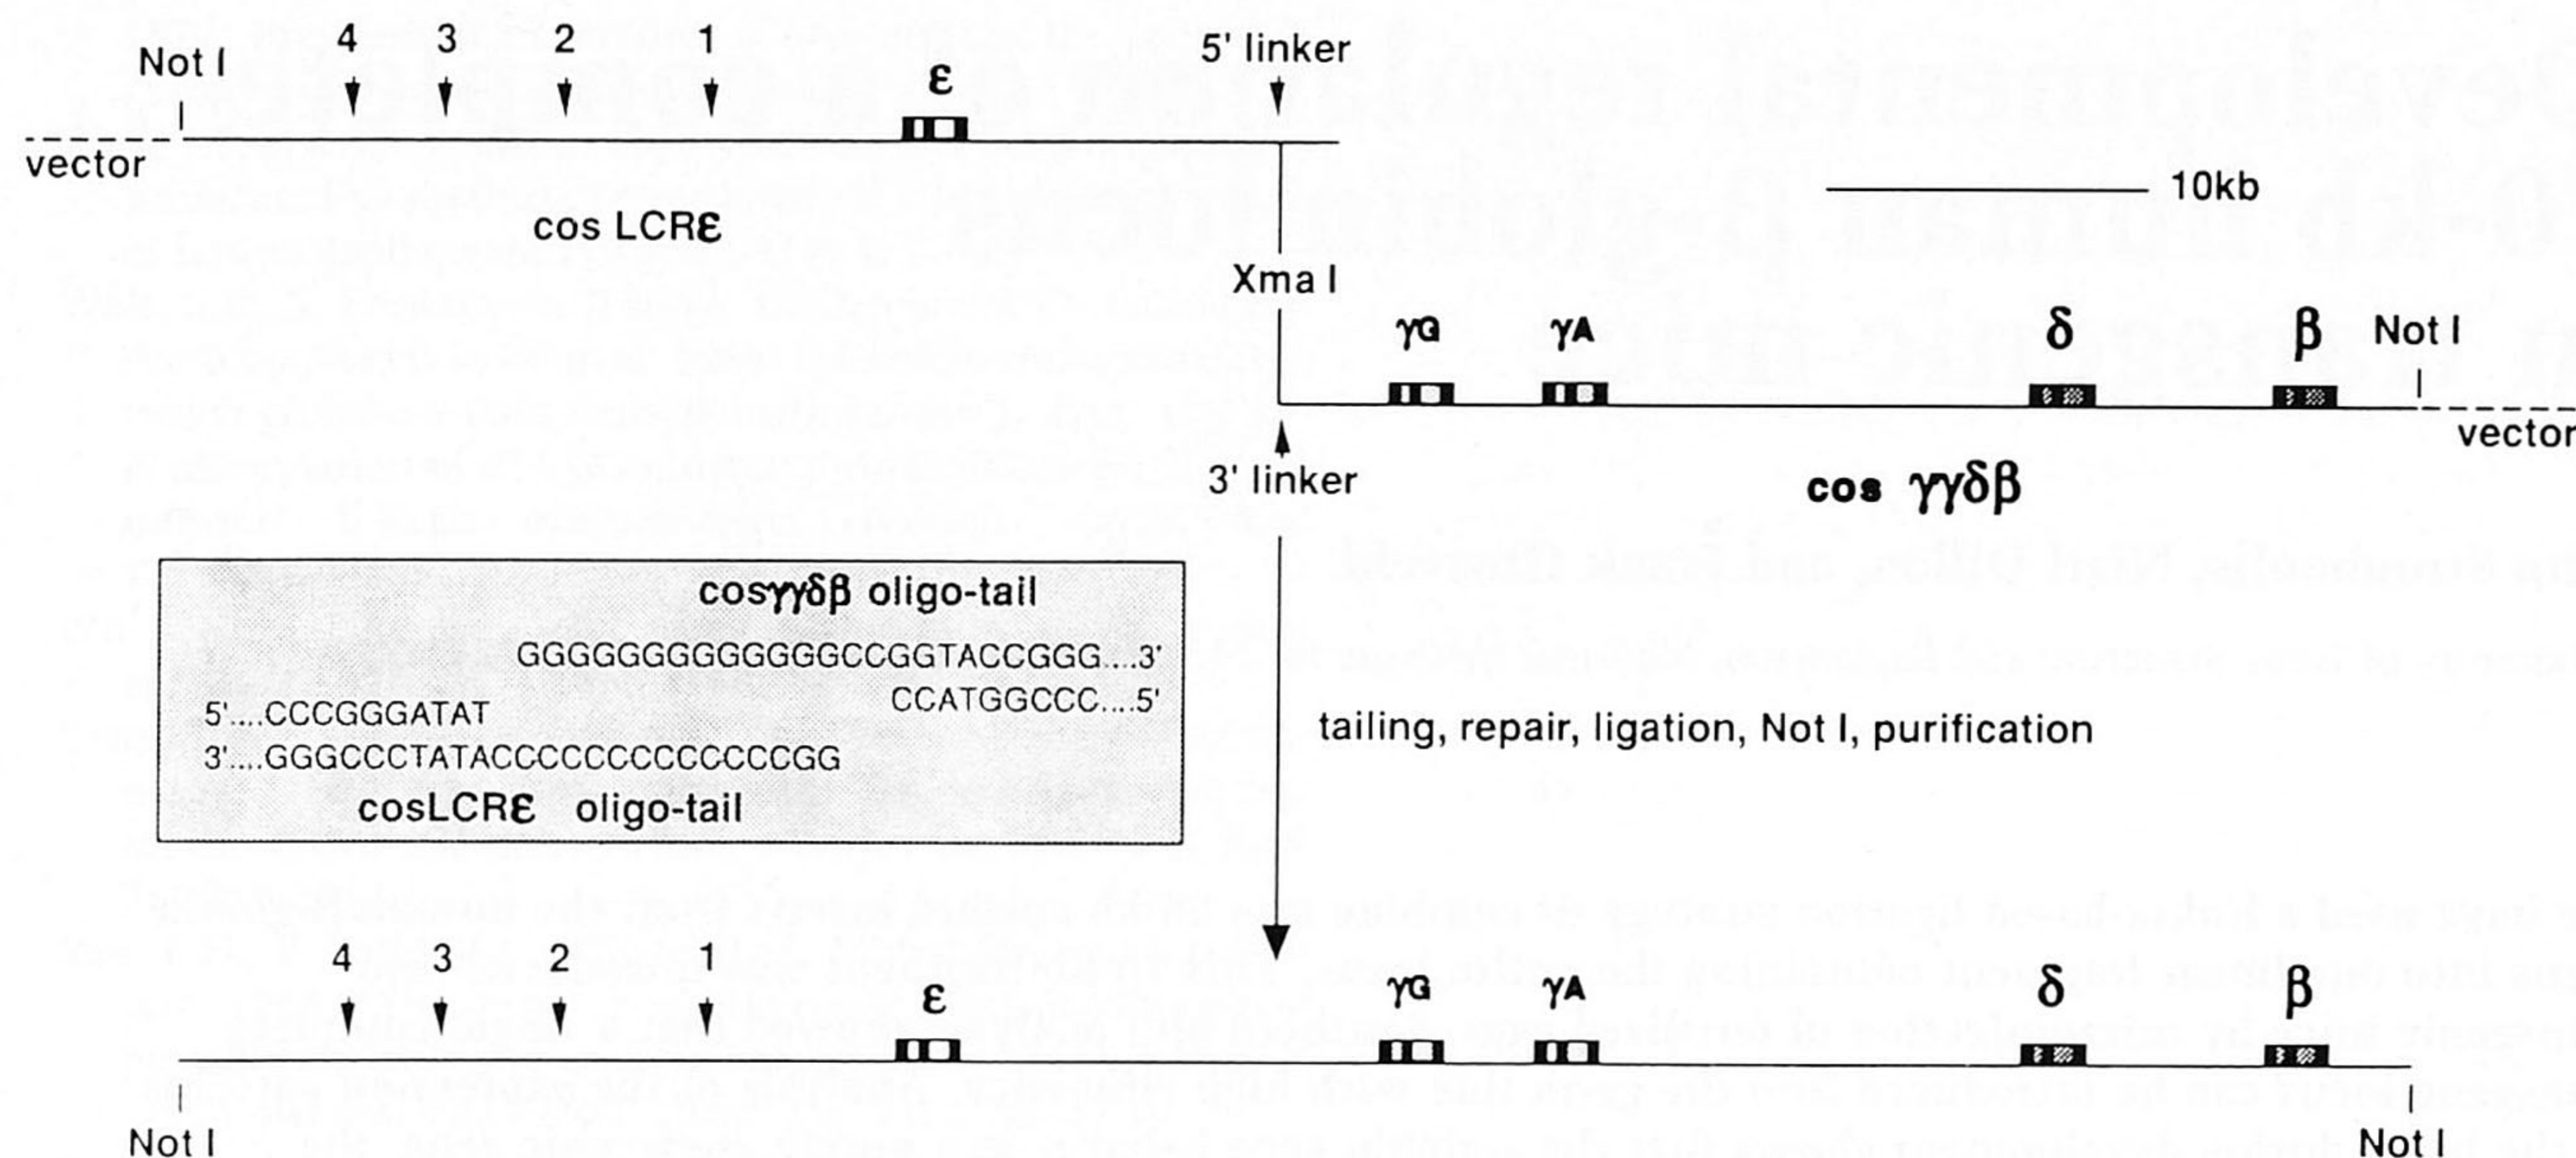 Not I 4 3 2 1 ε 5' linker
vector
10kb
cos LCRε
Xma I
γG γA δ β Not I
vector
3' linker
cos γγδβ
cosγγδβ oligo-tail
GGGGGGGGGGGGGCCGGTACCGGG....3'
CCATGGCCC....5'
5'....CCCGGGATAT
3'....GGGCCCTATACCCCCCCCCCCCCCGG
cosLCRε oligo-tail
tailing, repair, ligation, Not I, purification
4 3 2 1 ε γG γA δ β
Not I Not I